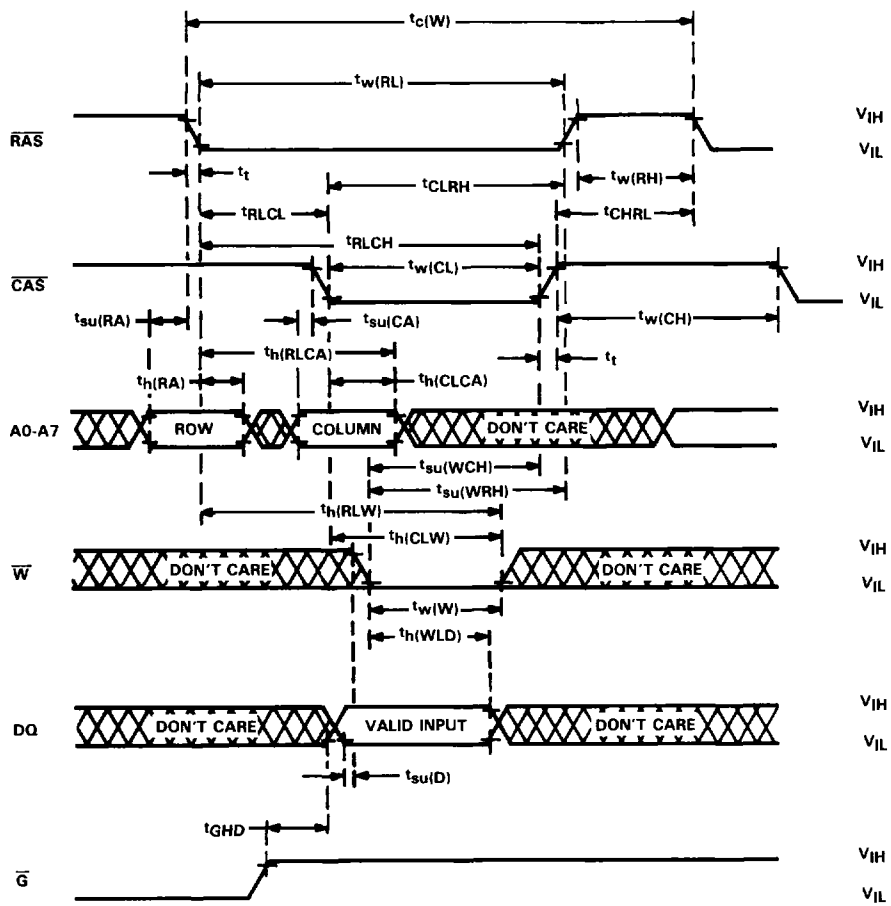 tc(W)
tw(RL)
RAS
VIH
VIL
tt
tCLRH
tw(RH)
tRLCL
tCHRL
tRLCH
CAS
tw(CL)
VIH
VIL
tsu(RA)
tsu(CA)
tw(CH)
th(RLCA)
tt
th(RA)
th(CLCA)
A0-A7
ROW
COLUMN
DON'T CARE
VIH
VIL
tsu(WCH)
tsu(WRH)
th(RLW)
th(CLW)
W
DON'T CARE
DON'T CARE
VIH
VIL
tw(W)
th(WLD)
DQ
DON'T CARE
VALID INPUT
DON'T CARE
VIH
VIL
tsu(D)
tGHD
G
VIH
VIL